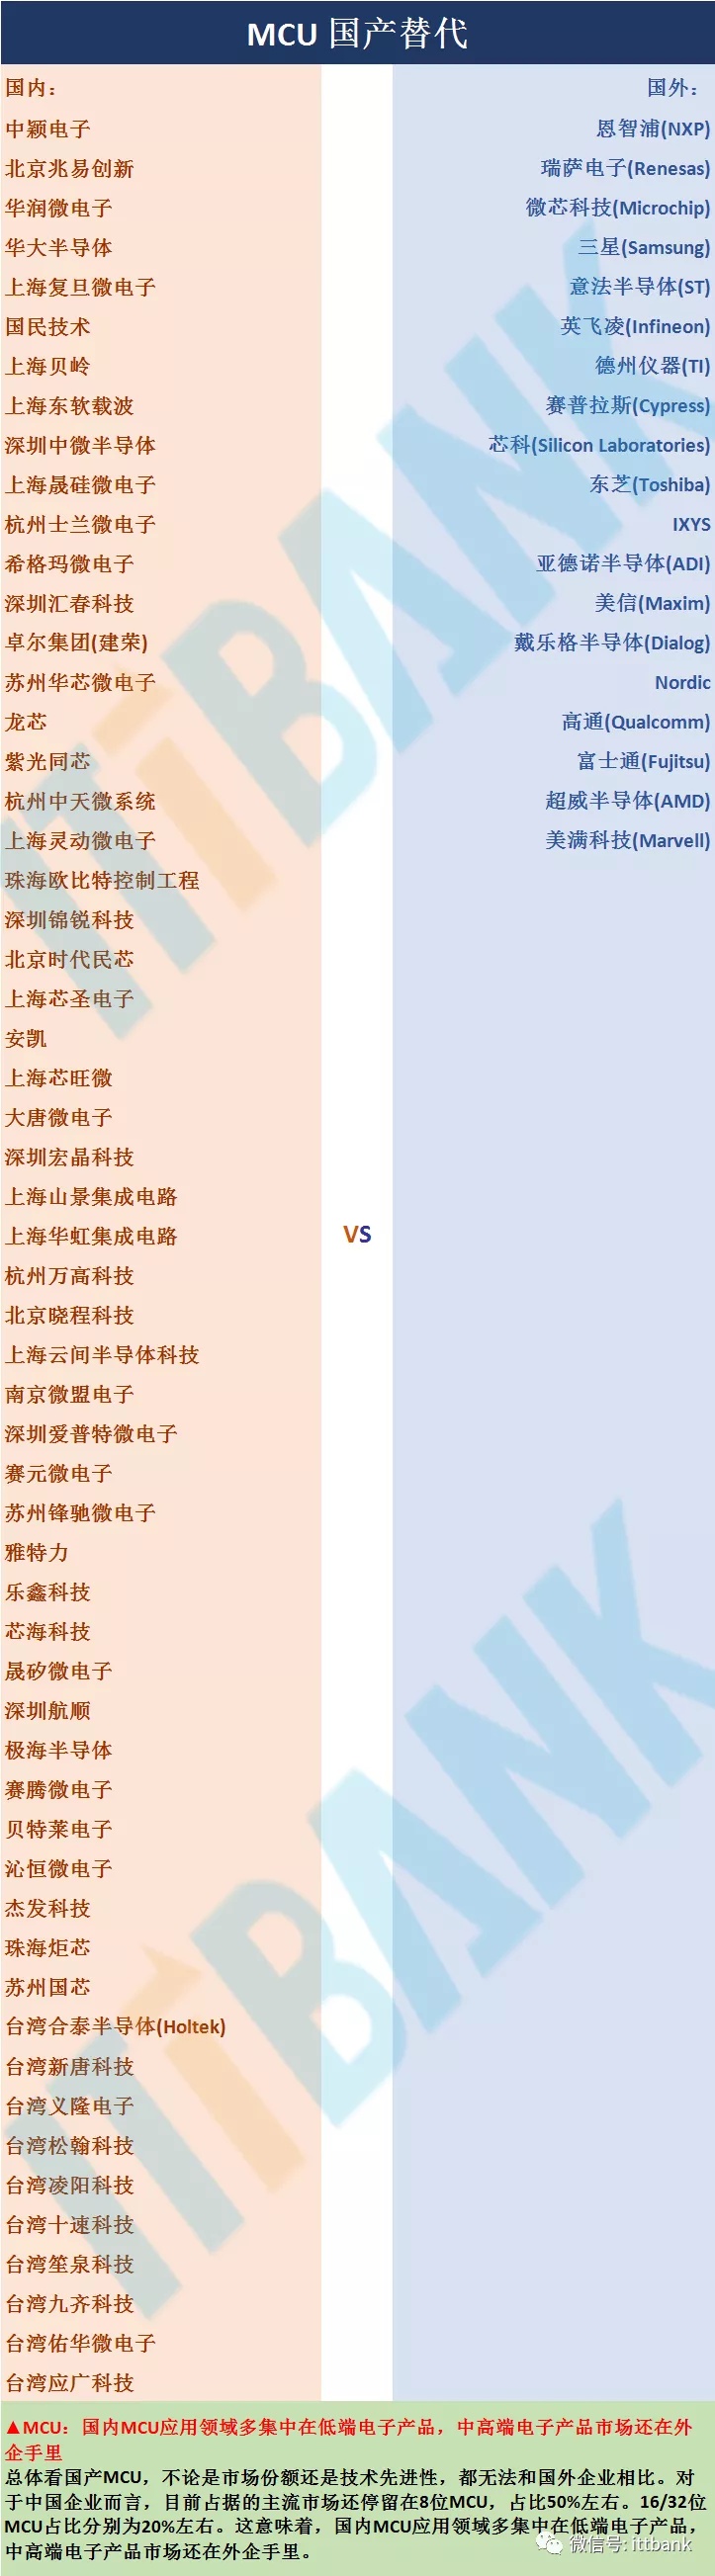 MCU 国产替代
国内：
中颖电子
北京兆易创新
华润微电子
华大半导体
上海复旦微电子
国民技术
上海贝岭
上海东软载波
深圳中微半导体
上海晟硅微电子
杭州士兰微电子
希格玛微电子
深圳汇春科技
卓尔集团(建荣)
苏州华芯微电子
龙芯
紫光同芯
杭州中天微系统
上海灵动微电子
珠海欧比特控制工程
深圳锦锐科技
北京时代民芯
上海芯圣电子
安凯
上海芯旺微
大唐微电子
深圳宏晶科技
上海山景集成电路
上海华虹集成电路
杭州万高科技
北京晓程科技
上海云间半导体科技
南京微盟电子
深圳爱普特微电子
赛元微电子
苏州锋驰微电子
雅特力
乐鑫科技
芯海科技
晟矽微电子
深圳航顺
极海半导体
赛腾微电子
贝特莱电子
沁恒微电子
杰发科技
珠海炬芯
苏州国芯
台湾合泰半导体(Holtek)
台湾新唐科技
台湾义隆电子
台湾松翰科技
台湾凌阳科技
台湾十速科技
台湾笙泉科技
台湾九齐科技
台湾佑华微电子
台湾应广科技
VS
国外：
恩智浦(NXP)
瑞萨电子(Renesas)
微芯科技(Microchip)
三星(Samsung)
意法半导体(ST)
英飞凌(Infineon)
德州仪器(TI)
赛普拉斯(Cypress)
芯科(Silicon Laboratories)
东芝(Toshiba)
IXYS
亚德诺半导体(ADI)
美信(Maxim)
戴乐格半导体(Dialog)
Nordic
高通(Qualcomm)
富士通(Fujitsu)
超威半导体(AMD)
美满科技(Marvell)
▲MCU：国内MCU应用领域多集中在低端电子产品，中高端电子产品市场还在外
企手里
总体看国产MCU，不论是市场份额还是技术先进性，都无法和国外企业相比。对
于中国企业而言，目前占据的主流市场还停留在8位MCU，占比50%左右。16/32位
MCU占比分别为20%左右。这意味着，国内MCU应用领域多集中在低端电子产品，
中高端电子产品市场还在外企手里。
微信号: ittbank
ITIBANK
ITIBANK